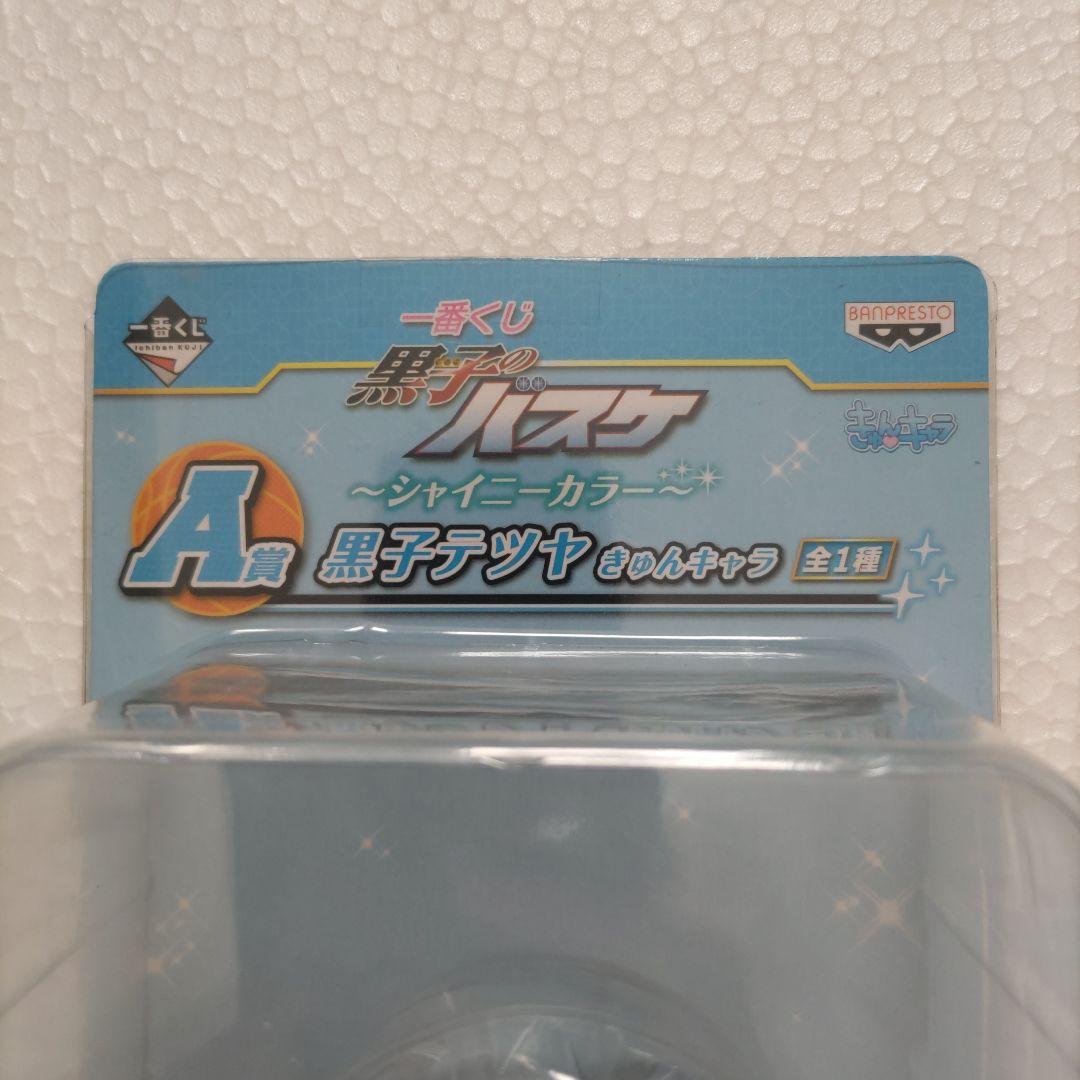 一番くじ
Ichiban KUJI
一番くじ
黒子の
バスケ
～シャイニーカラー～
BANPRESTO
きゅんキャラ
A賞
黒子テツヤ きゅんキャラ 全1種